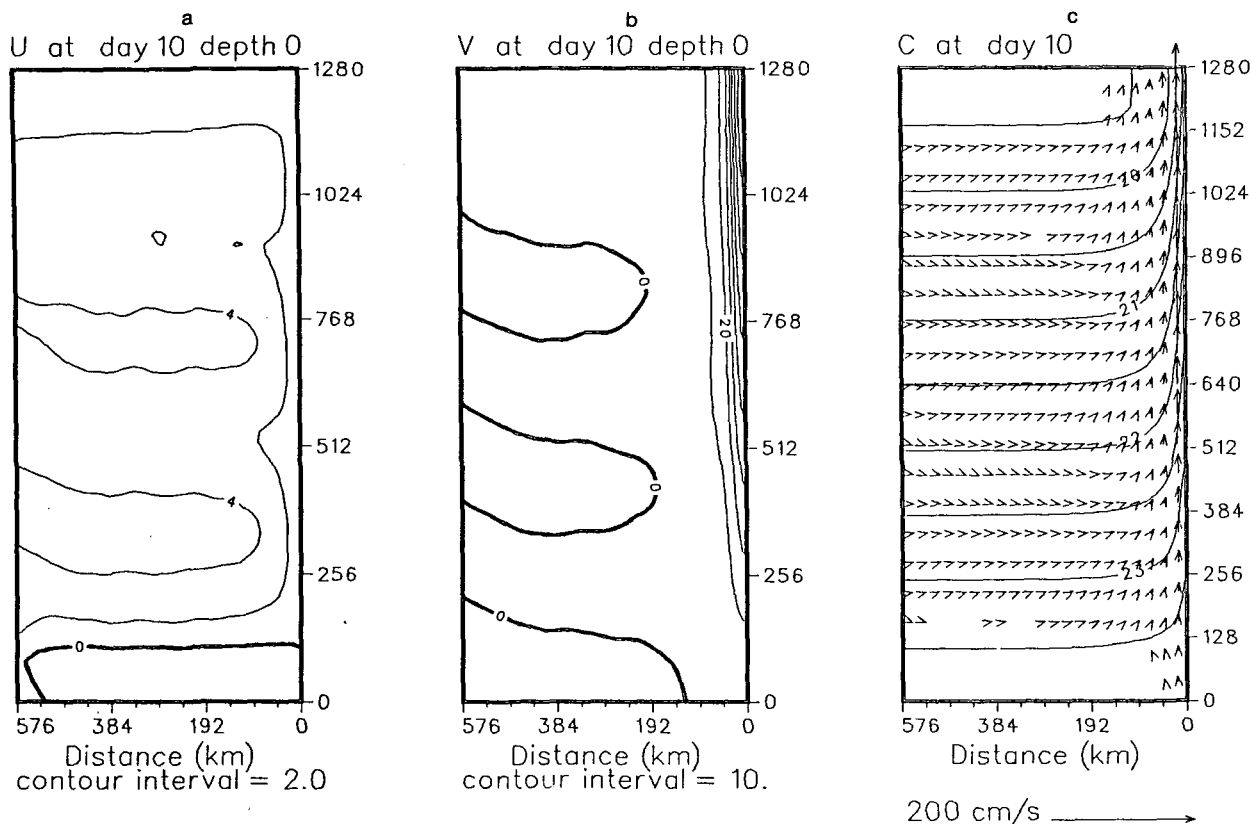 a
U at day 10 depth 0
1280
1024
768
512
256
0
4
4
0
576 384 192 0
Distance (km)
contour interval = 2.0
b
V at day 10 depth 0
1280
1024
768
512
256
0
20
0
0
0
576 384 192 0
Distance (km)
contour interval = 10.
c
C at day 10
1280
1152
1024
896
768
640
512
384
256
128
0
21
22
23
576 384 192 0
Distance (km)
200 cm/s